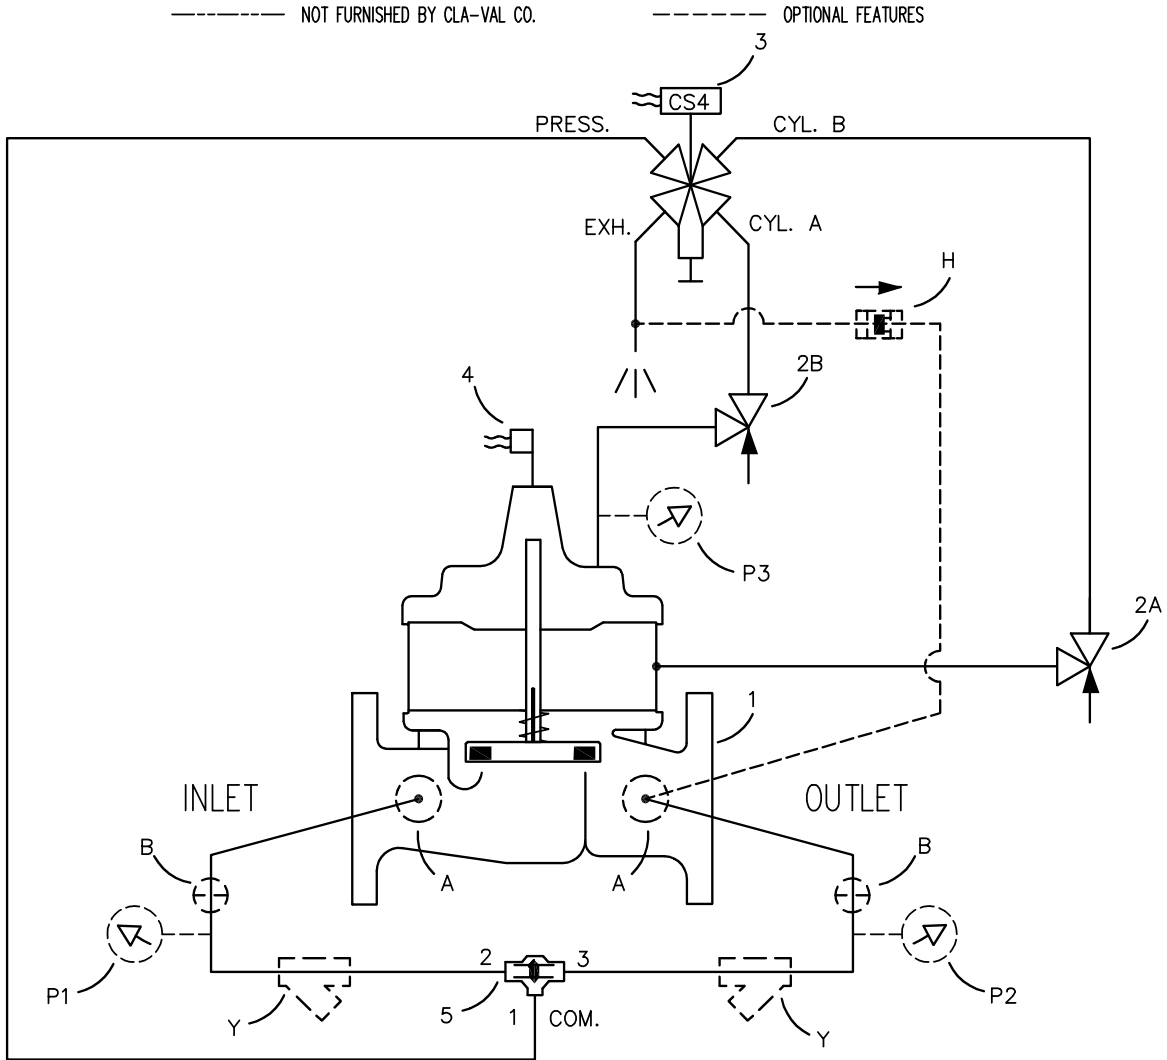 NOT FURNISHED BY CLA-VAL CO.
OPTIONAL FEATURES
3
CS4
PRESS.
CYL. B
EXH.
CYL. A
H
2B
4
P3
2A
1
INLET
OUTLET
B
A
A
B
P1
2
3
P2
5
1
COM.
Y
Y